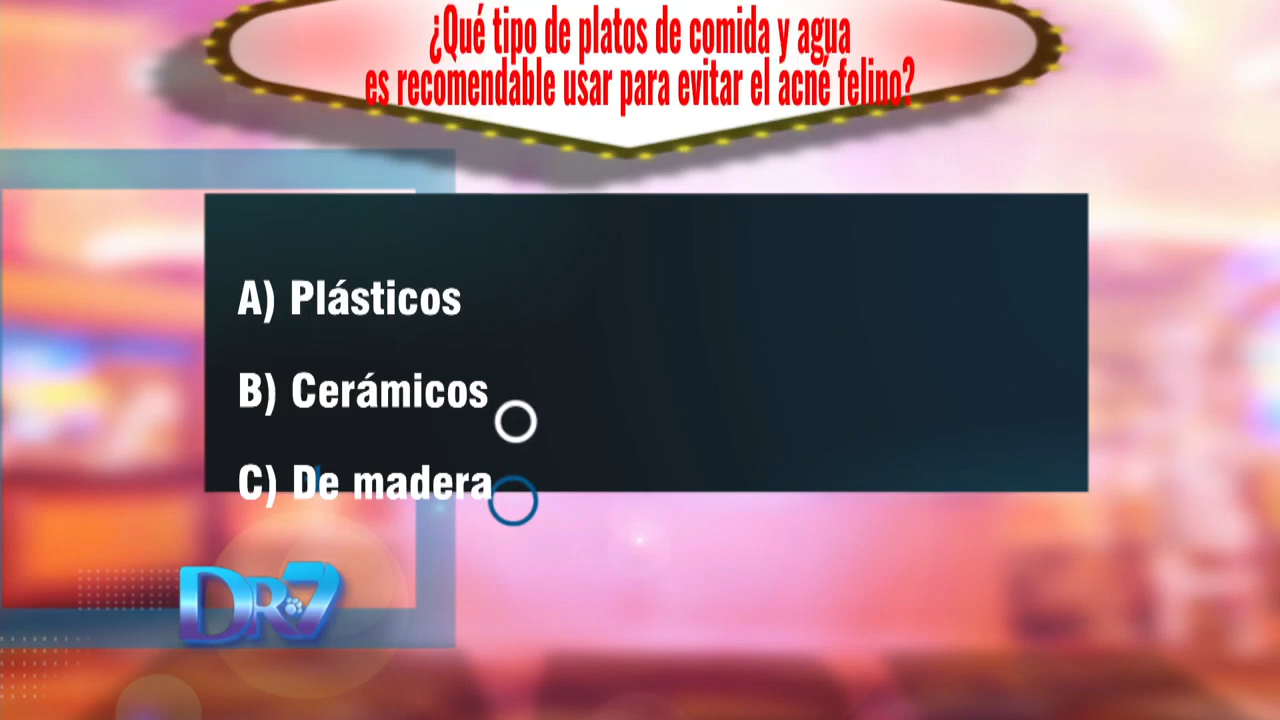 ¿Qué tipo de platos de comida y agua
es recomendable usar para evitar el acné felino?
A) Plásticos
B) Cerámicos
C) De madera
DR7